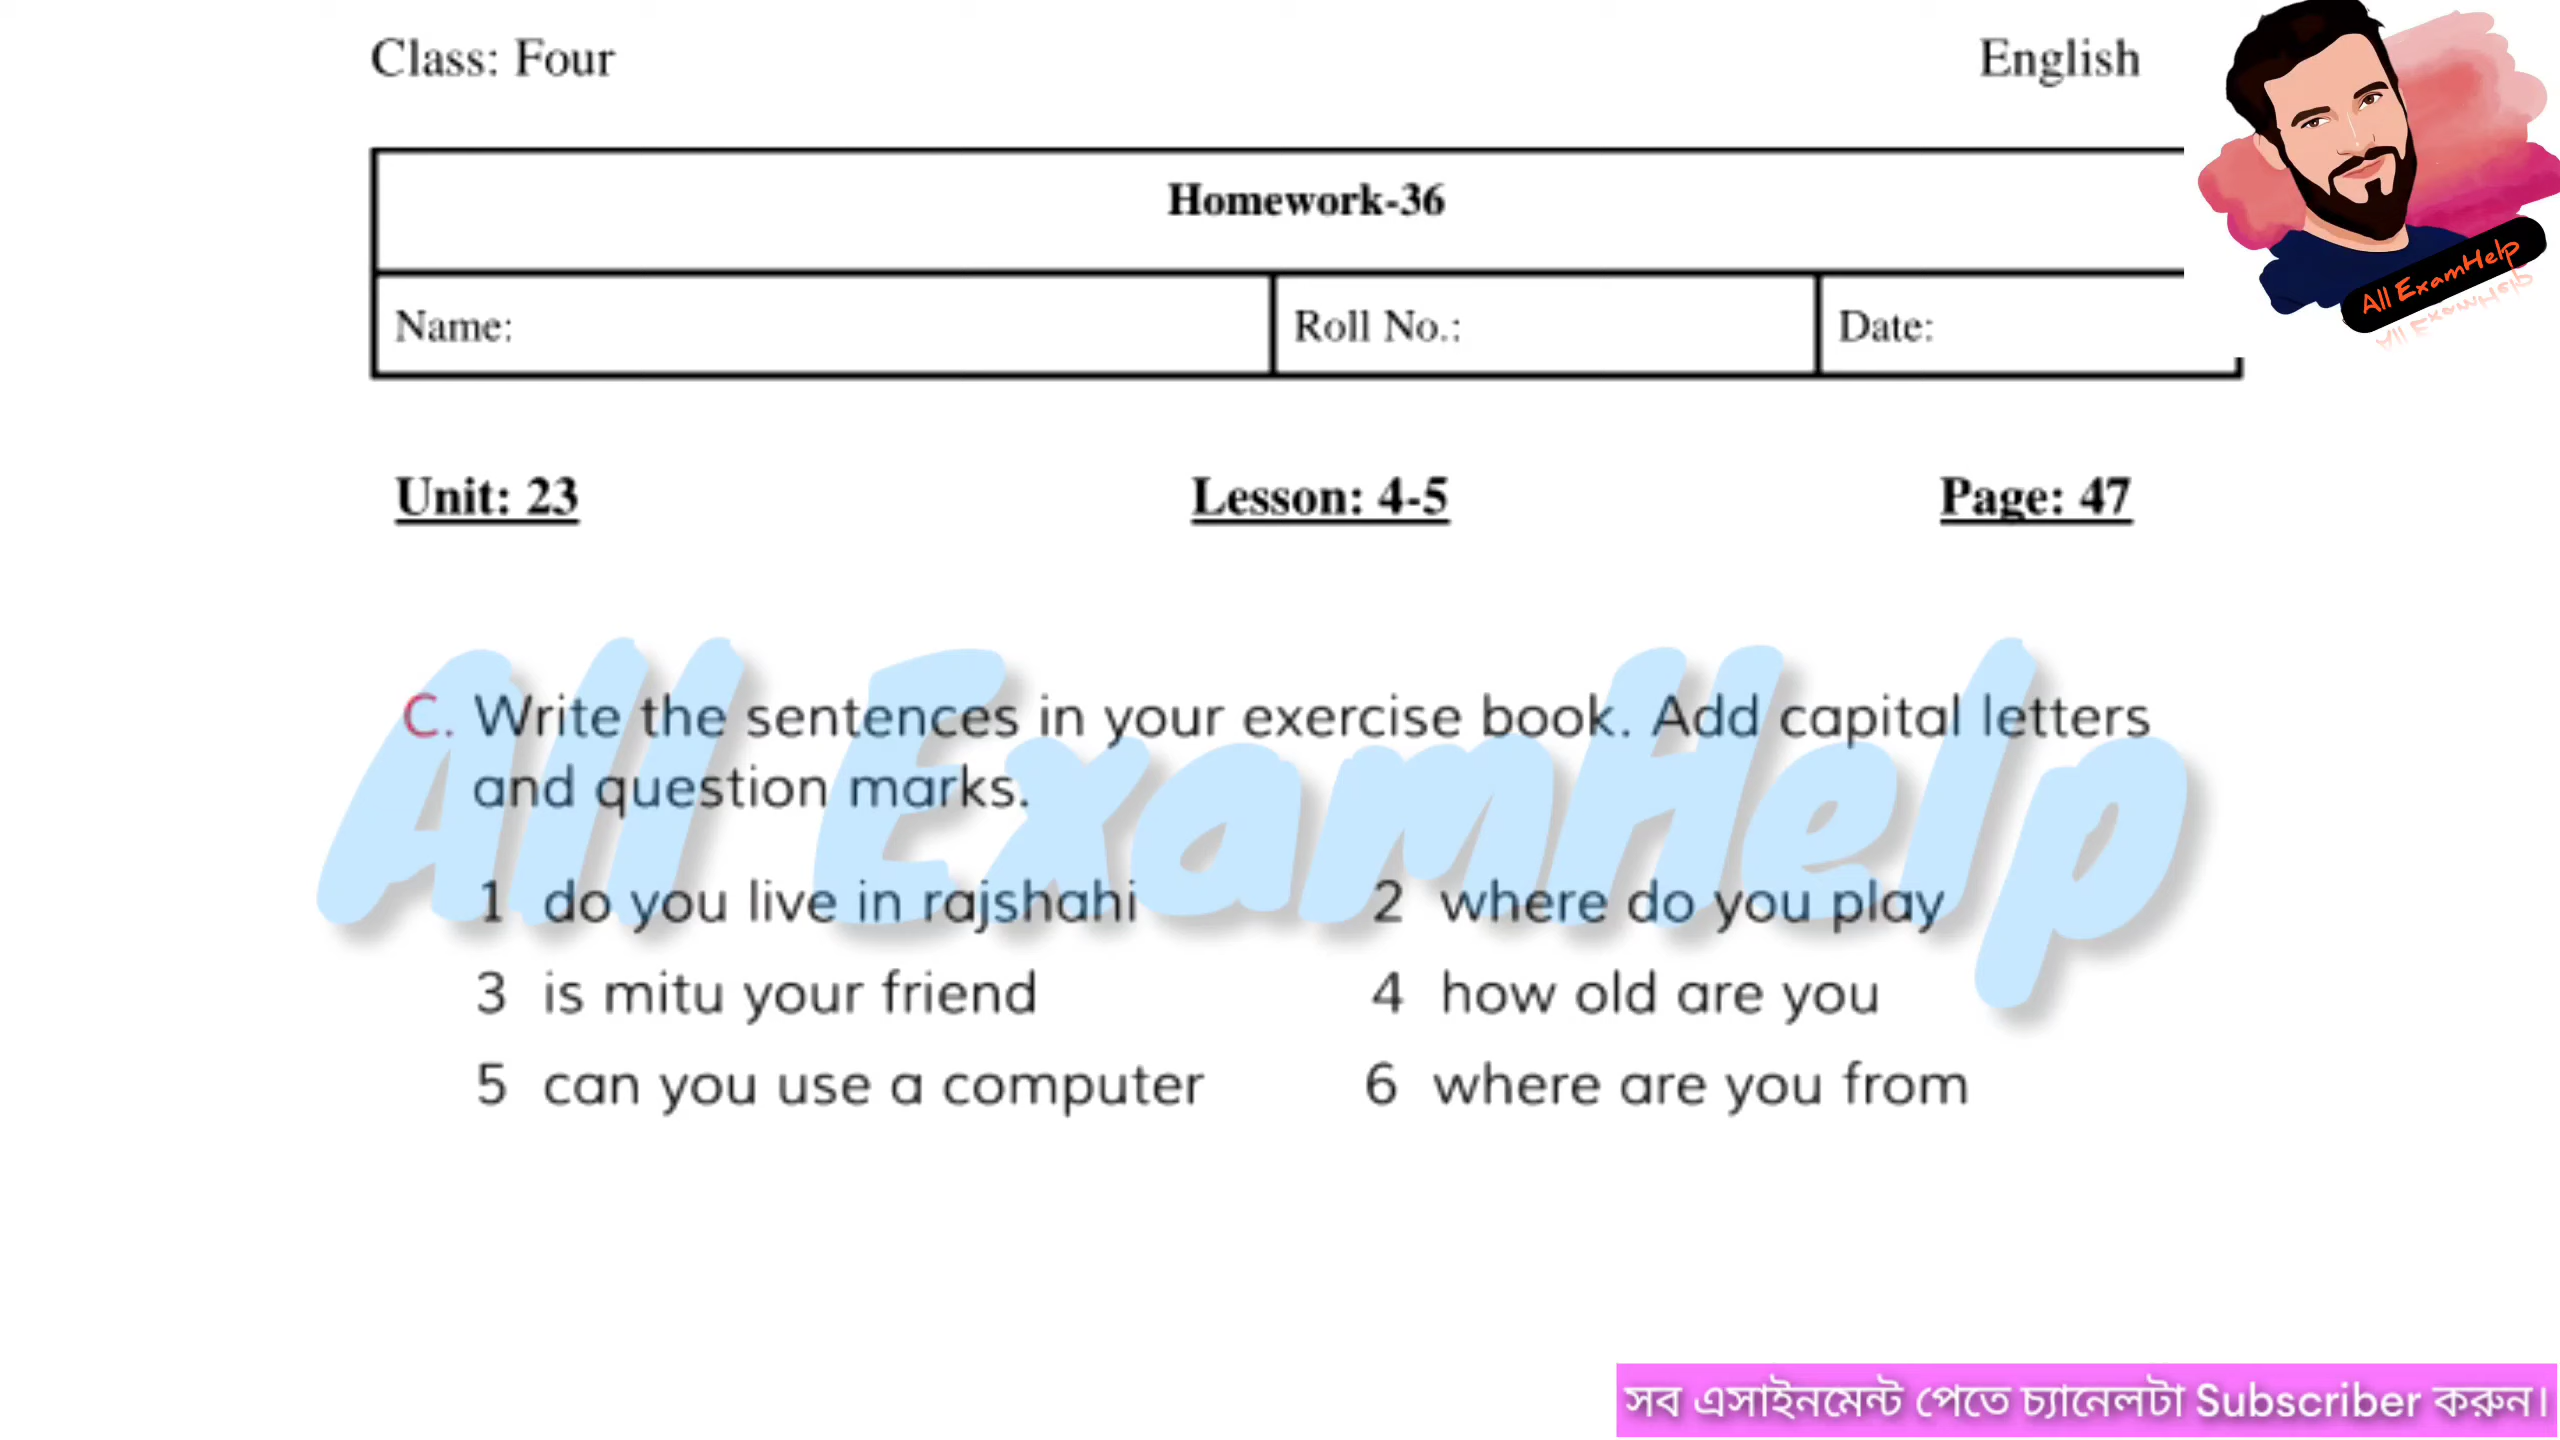 Class: Four English
Homework-36
Name: Roll No.: Date:
Unit: 23 Lesson: 4-5 Page: 47
C. Write the sentences in your exercise book. Add capital letters
and question marks.
1 do you live in rajshahi 2 where do you play
3 is mitu your friend 4 how old are you
5 can you use a computer 6 where are you from
All ExamHelp
All ExamHelp
All ExamHelp
সব এসাইনমেন্ট পেতে চ্যানেলটা Subscriber করুন।